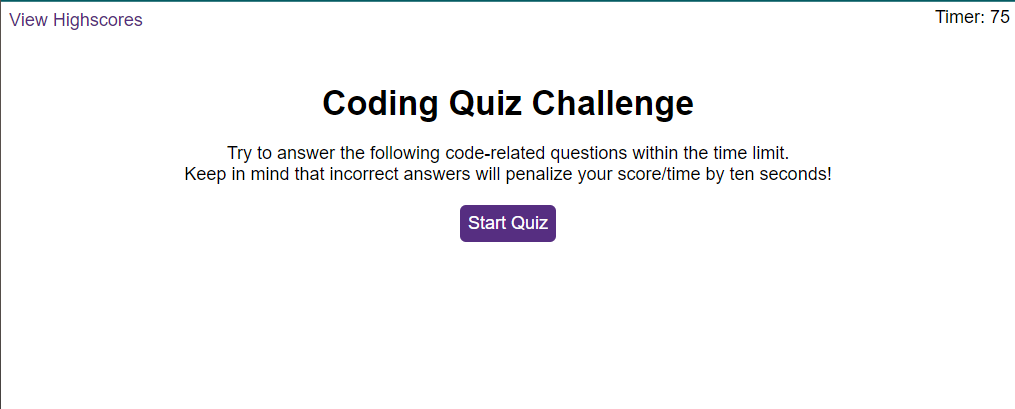 View Highscores
Timer: 75
Coding Quiz Challenge
Try to answer the following code-related questions within the time limit.
Keep in mind that incorrect answers will penalize your score/time by ten seconds!
Start Quiz